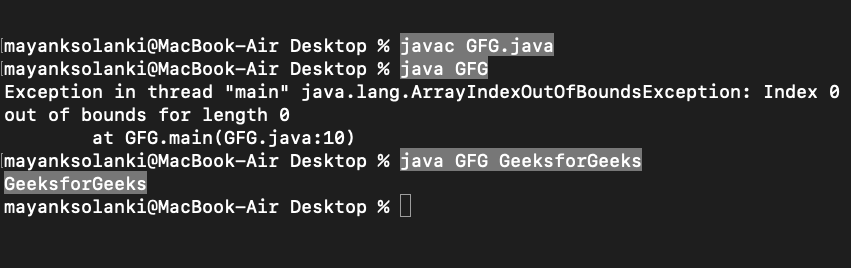 mayanksolanki@MacBook-Air Desktop % javac GFG.java
mayanksolanki@MacBook-Air Desktop % java GFG
Exception in thread "main" java.lang.ArrayIndexOutOfBoundsException: Index 0
out of bounds for length 0
        at GFG.main(GFG.java:10)
mayanksolanki@MacBook-Air Desktop % java GFG GeeksforGeeks
GeeksforGeeks
mayanksolanki@MacBook-Air Desktop %